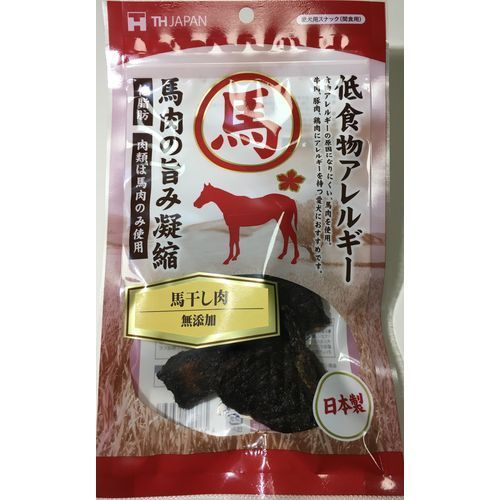 TH JAPAN
愛犬用スナック(間食用)
低食物アレルギー
食物アレルギーの原因になりにくい、馬肉を使用。
牛肉、豚肉、鶏肉にアレルギーを持つ愛犬におすすめです。
馬
馬肉の旨み凝縮
低脂肪
肉類は馬肉のみ使用
馬干し肉
無添加
日本製